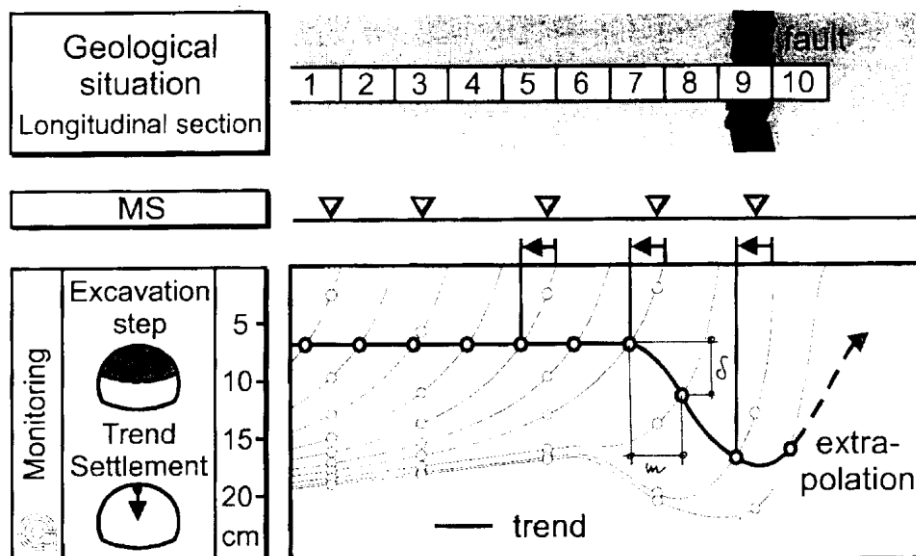 Geological
situation
Longitudinal section
fault
1 2 3 4 5 6 7 8 9 10
MS
Monitoring
Excavation
step
Trend
Settlement
5
10
15
20
cm
δ
m
extra-
polation
trend